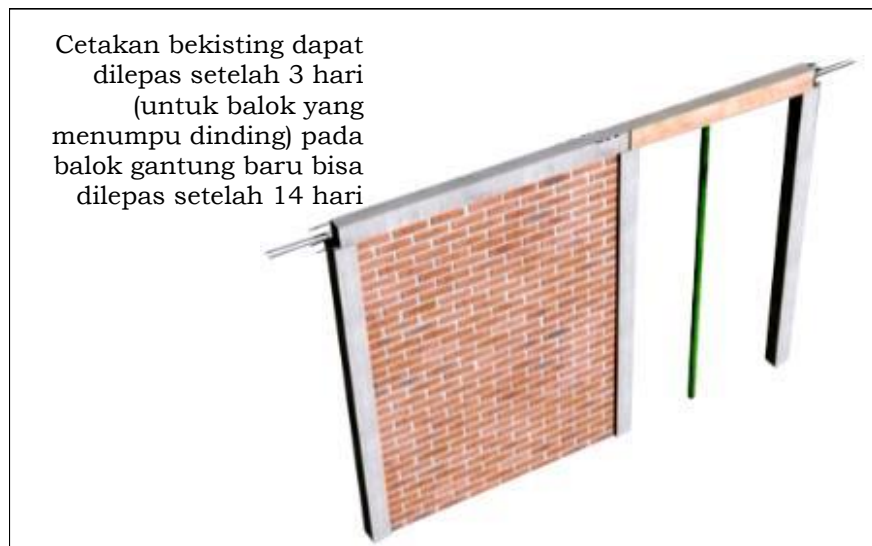 Cetakan bekisting dapat
dilepas setelah 3 hari
(untuk balok yang
menumpu dinding) pada
balok gantung baru bisa
dilepas setelah 14 hari